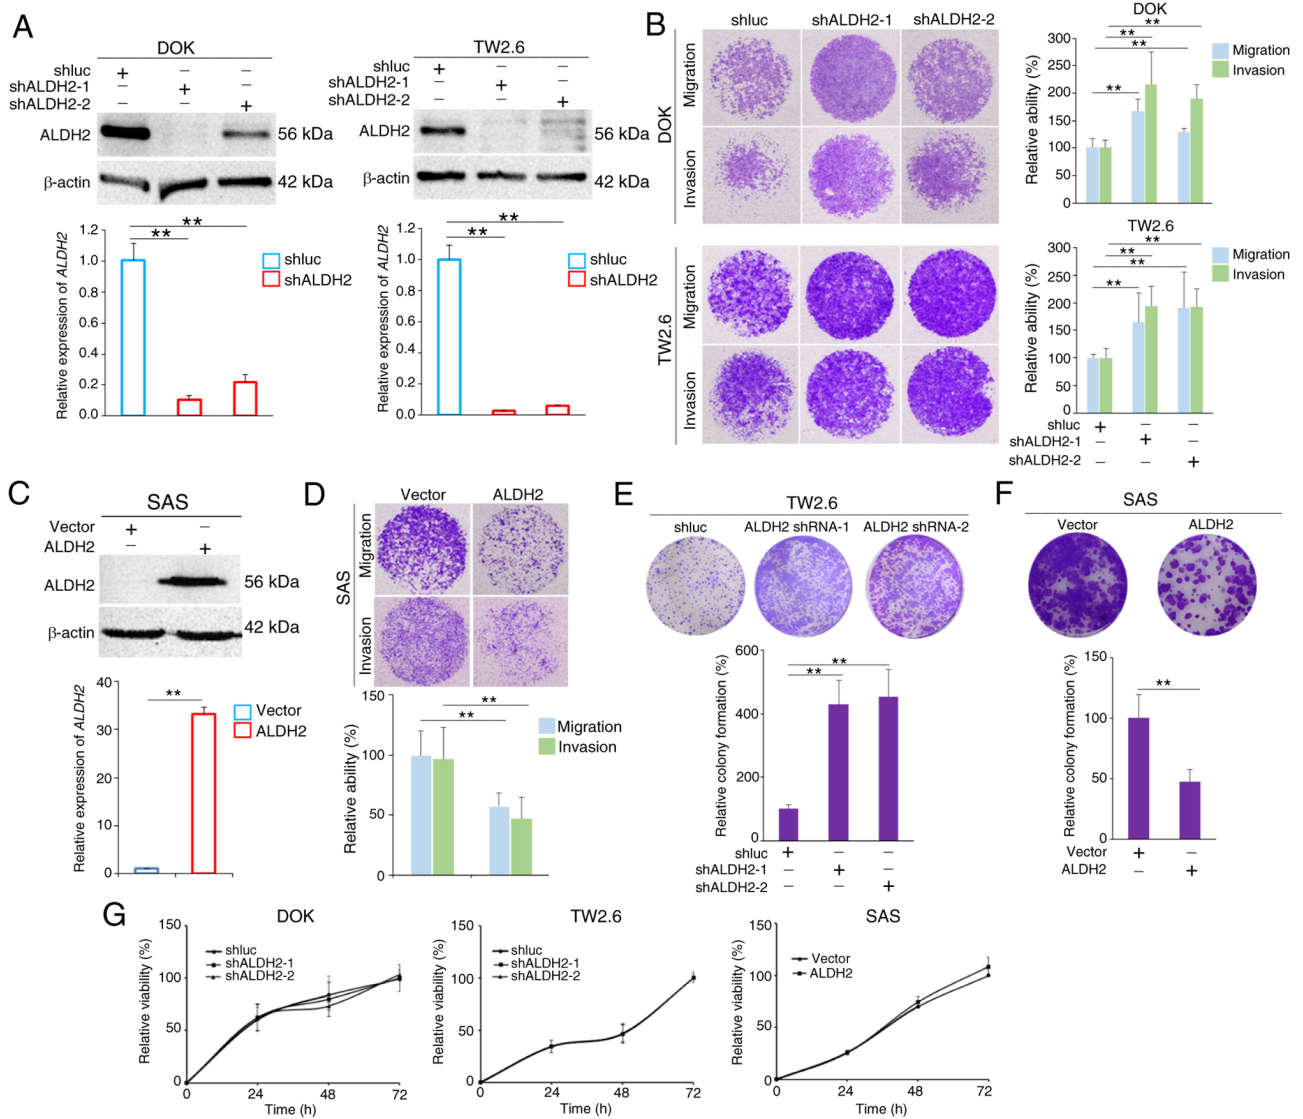 A
DOK
shluc + − −
shALDH2-1 − + −
shALDH2-2 − − +
ALDH2 56 kDa
β-actin 42 kDa
TW2.6
shluc + − −
shALDH2-1 − + −
shALDH2-2 − − +
ALDH2 56 kDa
β-actin 42 kDa
Relative expression of ALDH2
1.2
1.0
0.8
0.6
0.4
0.2
0.0
**
**
shluc
shALDH2
Relative expression of ALDH2
1.2
1.0
0.8
0.6
0.4
0.2
0.0
**
**
shluc
shALDH2
B
shluc shALDH2-1 shALDH2-2
DOK
Migration
Invasion
TW2.6
Migration
Invasion
DOK
Relative ability (%)
300
250
200
150
100
50
0
**
**
**
**
Migration
Invasion
TW2.6
Relative ability (%)
300
250
200
150
100
50
0
**
**
**
**
Migration
Invasion
shluc + − −
shALDH2-1 − + −
shALDH2-2 − − +
C
SAS
Vector + −
ALDH2 − +
ALDH2 56 kDa
β-actin 42 kDa
Relative expression of ALDH2
40
30
20
10
0
**
Vector
ALDH2
D
Vector ALDH2
SAS
Migration
Invasion
Relative ability (%)
150
100
50
0
**
**
Migration
Invasion
E
TW2.6
shluc ALDH2 shRNA-1 ALDH2 shRNA-2
Relative colony formation (%)
600
400
200
0
**
**
shluc + − −
shALDH2-1 − + −
shALDH2-2 − − +
F
SAS
Vector ALDH2
Relative colony formation (%)
150
100
50
0
**
Vector + −
ALDH2 − +
G
DOK
Relative viability (%)
150
100
50
0
shluc
shALDH2-1
shALDH2-2
0 24 48 72
Time (h)
TW2.6
Relative viability (%)
150
100
50
0
shluc
shALDH2-1
shALDH2-2
0 24 48 72
Time (h)
SAS
Relative viability (%)
150
100
50
0
Vector
ALDH2
0 24 48 72
Time (h)